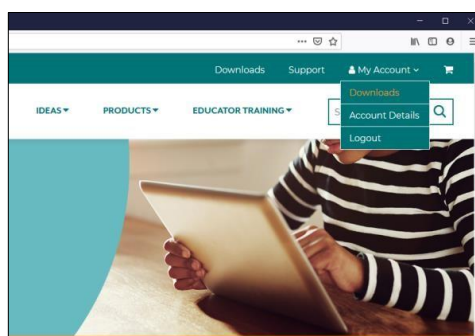 Downloads Support My Account
Downloads
IDEAS PRODUCTS EDUCATOR TRAINING
Account Details
Logout